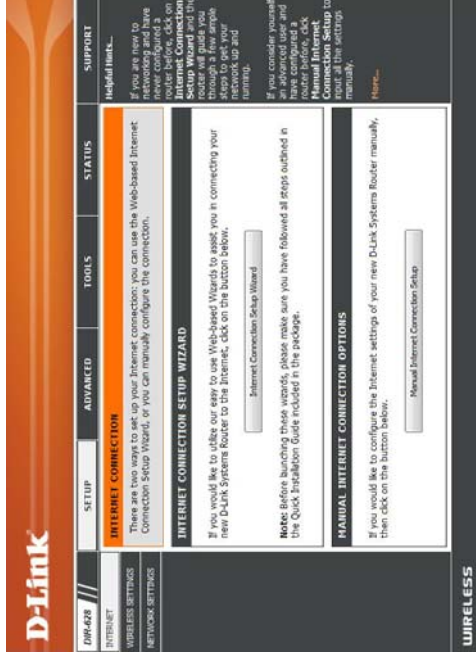 D-Link
DIR-628
SETUP
ADVANCED
TOOLS
STATUS
SUPPORT
INTERNET
WIRELESS SETTINGS
NETWORK SETTINGS
INTERNET CONNECTION
There are two ways to set up your Internet connection: you can use the Web-based Internet
Connection Setup Wizard, or you can manually configure the connection.
INTERNET CONNECTION SETUP WIZARD
If you would like to utilize our easy to use Web-based Wizards to assist you in connecting your
new D-Link Systems Router to the Internet, click on the button below.
Internet Connection Setup Wizard
Note: Before launching these wizards, please make sure you have followed all steps outlined in
the Quick Installation Guide included in the package.
MANUAL INTERNET CONNECTION OPTIONS
If you would like to configure the Internet settings of your new D-Link Systems Router manually,
then click on the button below.
Manual Internet Connection Setup
Helpful Hints...
If you are new to
networking and have
never configured a
router before, click on
Internet Connection
Setup Wizard and the
router will guide you
through a few simple
steps to get your
network up and
running.
If you consider yourself
an advanced user and
have configured a
router before, click
Manual Internet
Connection Setup to
input all the settings
manually.
More...
WIRELESS